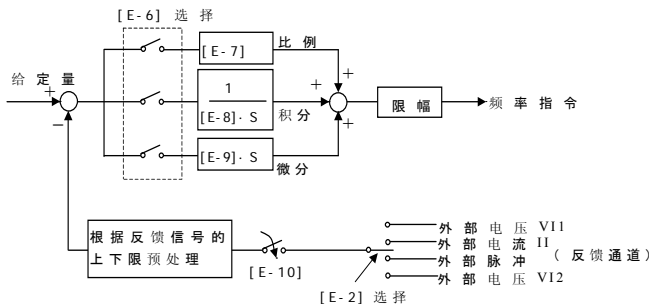 [E-6] 选择
[E-7]
比例
给定量
+
+
+
1
[E-8]·S
积分
+
限幅
频率指令
−
+
[E-9]·S
微分
根据反馈信号的
上下限预处理
[E-10]
外部电压 VI1
外部电流 II
外部脉冲
(反馈通道)
外部电压 VI2
[E-2] 选择